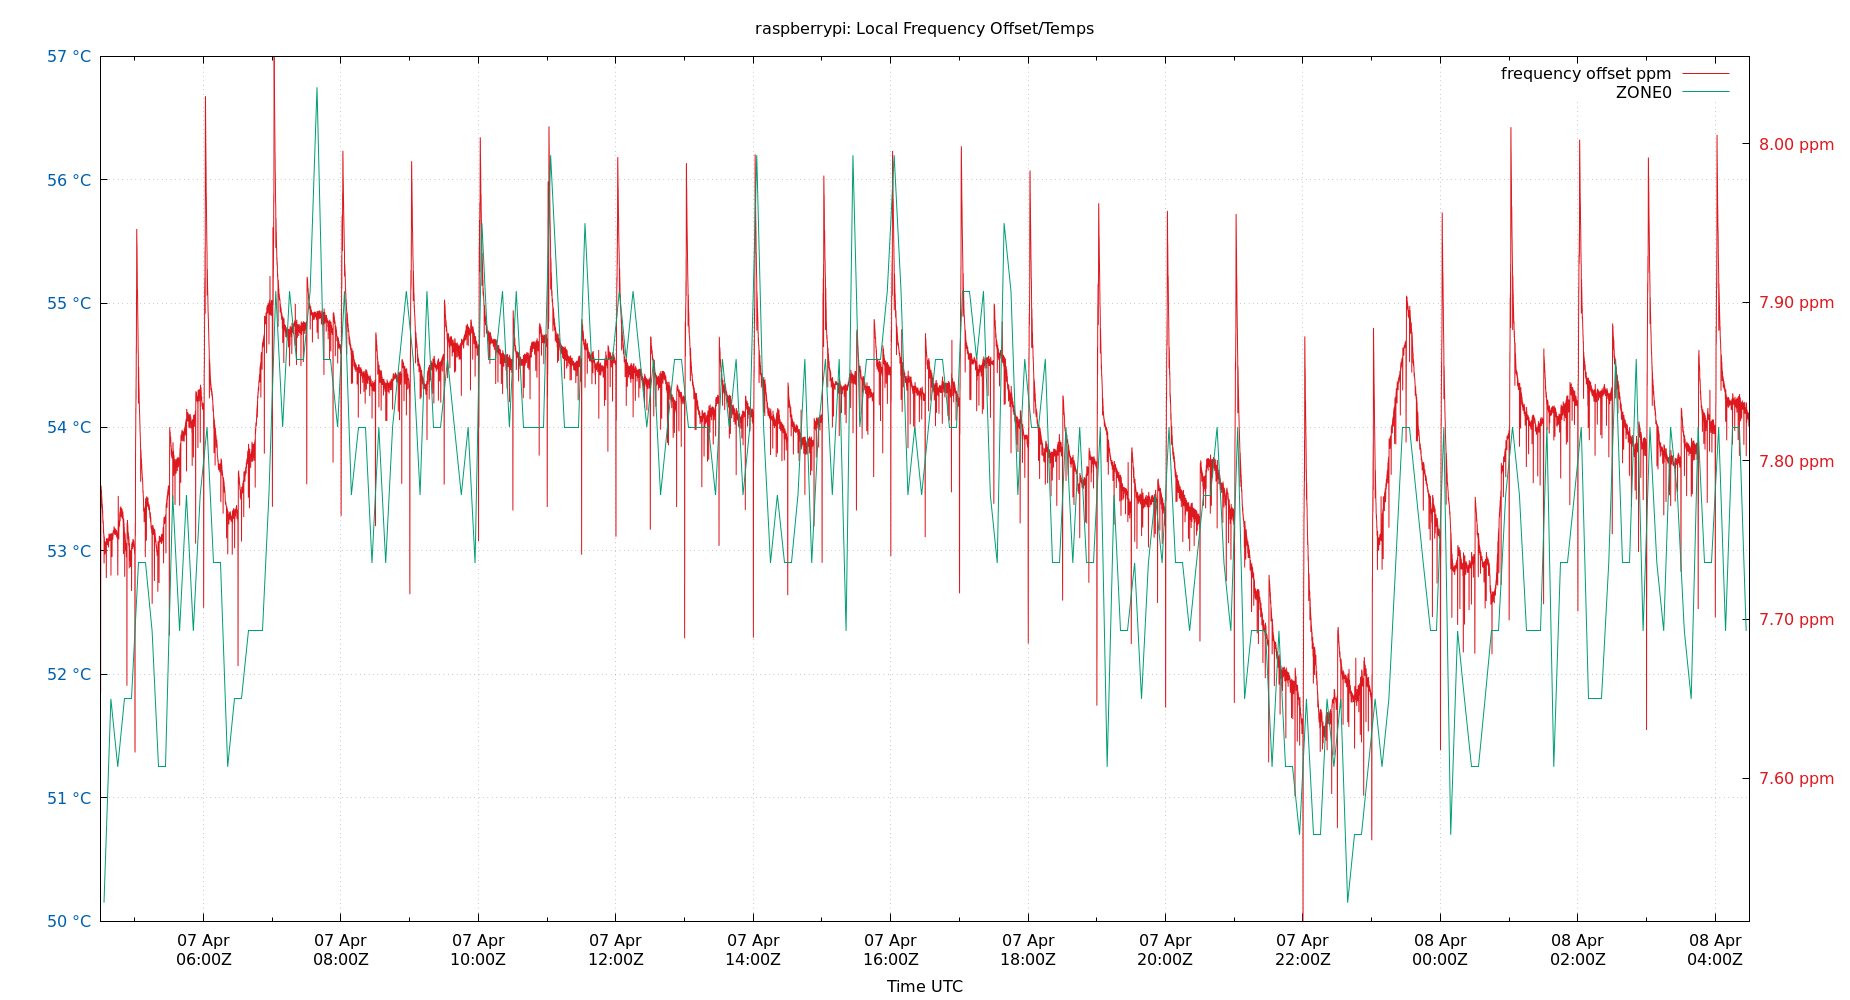 raspberrypi: Local Frequency Offset/Temps
57 °C
56 °C
55 °C
54 °C
53 °C
52 °C
51 °C
50 °C
frequency offset ppm
ZONE0
8.00 ppm
7.90 ppm
7.80 ppm
7.70 ppm
7.60 ppm
07 Apr
06:00Z
07 Apr
08:00Z
07 Apr
10:00Z
07 Apr
12:00Z
07 Apr
14:00Z
07 Apr
16:00Z
07 Apr
18:00Z
07 Apr
20:00Z
07 Apr
22:00Z
08 Apr
00:00Z
08 Apr
02:00Z
08 Apr
04:00Z
Time UTC